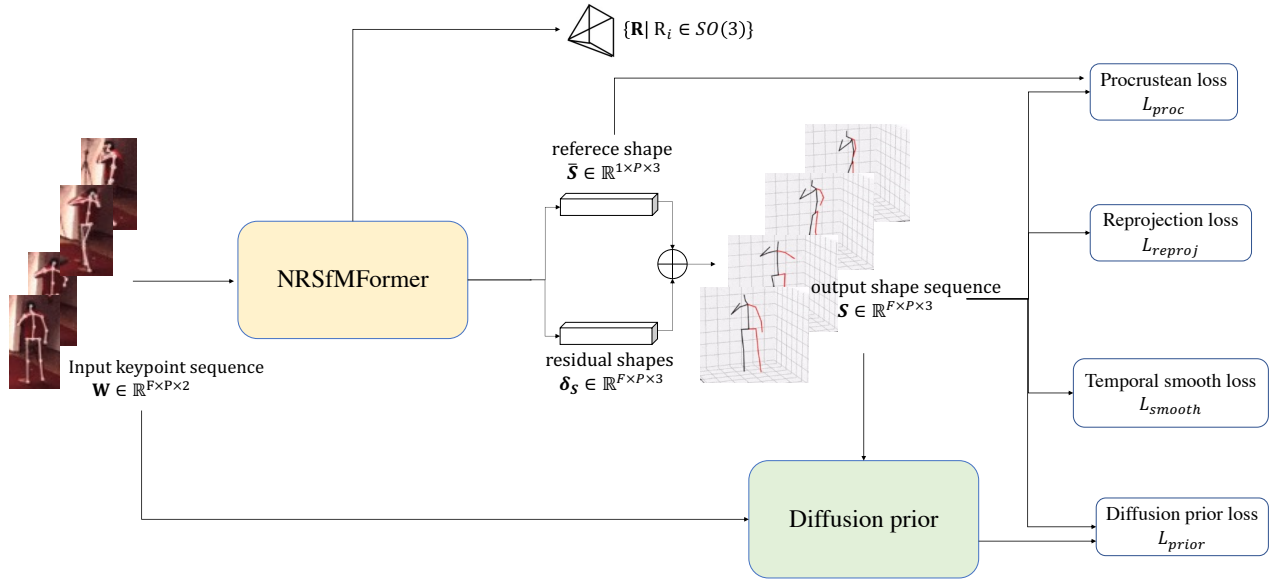 {𝐑| R_i ∈ SO(3)}
Procrustean loss
L_proc
referece shape
S̄ ∈ ℝ^{1×P×3}
Reprojection loss
L_reproj
NRSfMFormer
output shape sequence
S ∈ ℝ^{F×P×3}
residual shapes
δ_S ∈ ℝ^{F×P×3}
Input keypoint sequence
W ∈ ℝ^{F×P×2}
Temporal smooth loss
L_smooth
Diffusion prior
Diffusion prior loss
L_prior